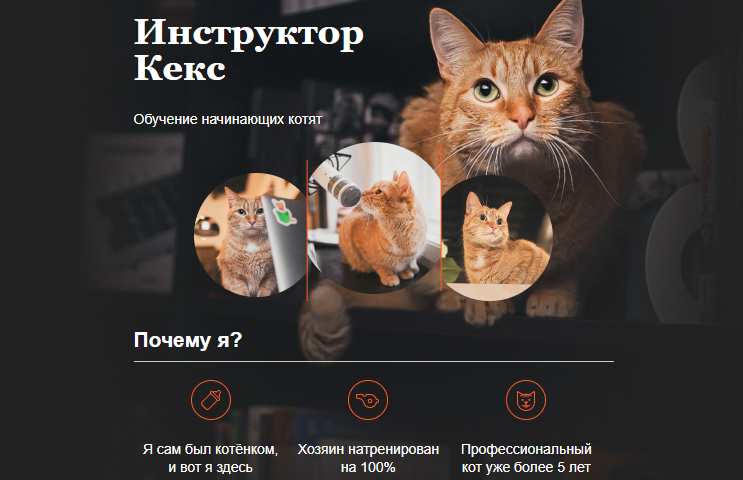 Инструктор
Кекс
Обучение начинающих котят
Почему я?
Я сам был котёнком,
и вот я здесь
Хозяин натренирован
на 100%
Профессиональный
кот уже более 5 лет